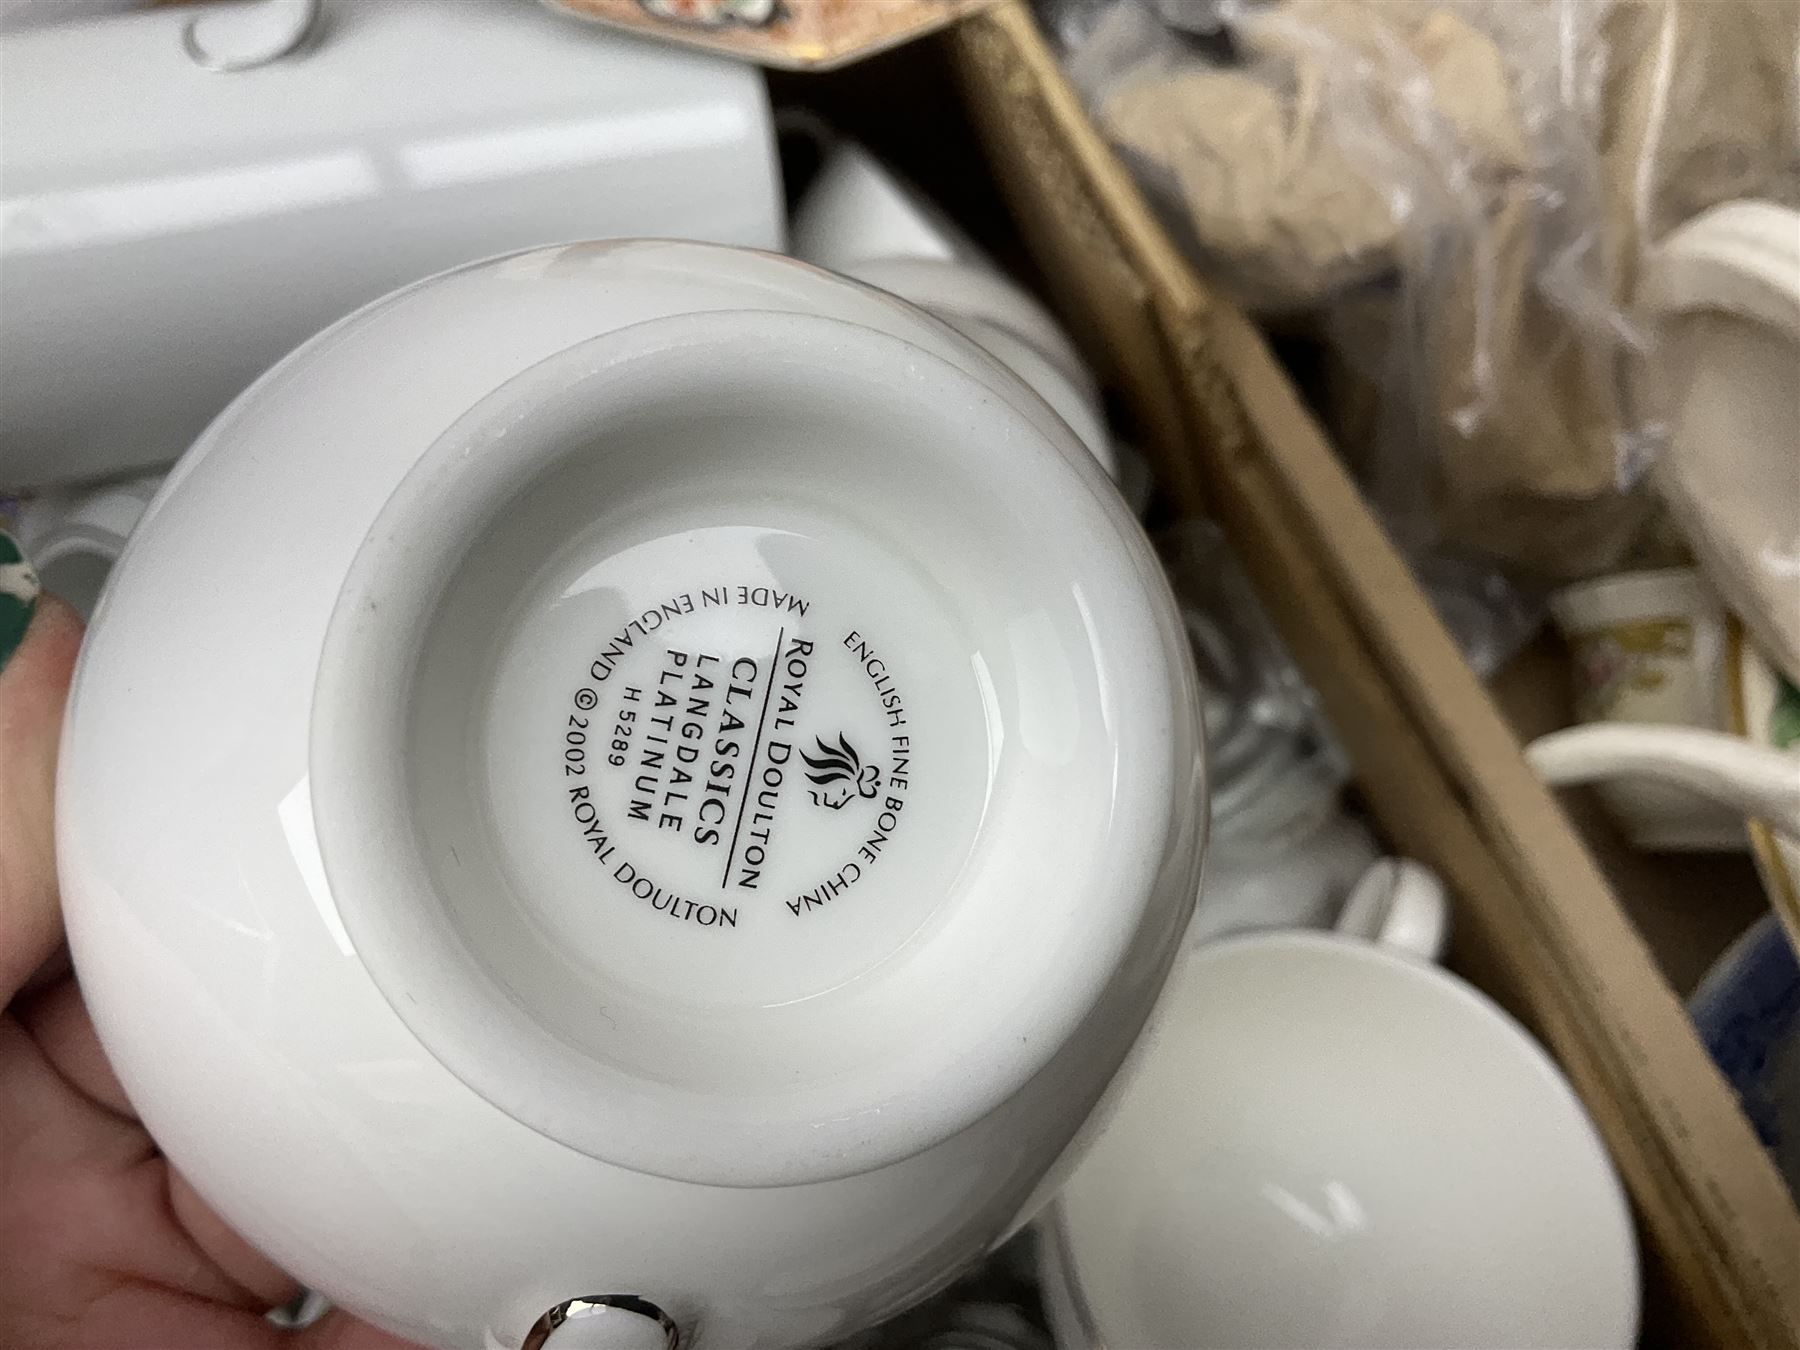 ENGLISH FINE BONE CHINA
ROYAL DOULTON
CLASSICS
LANGDALE
PLATINUM
H 5289
MADE IN ENGLAND © 2002 ROYAL DOULTON